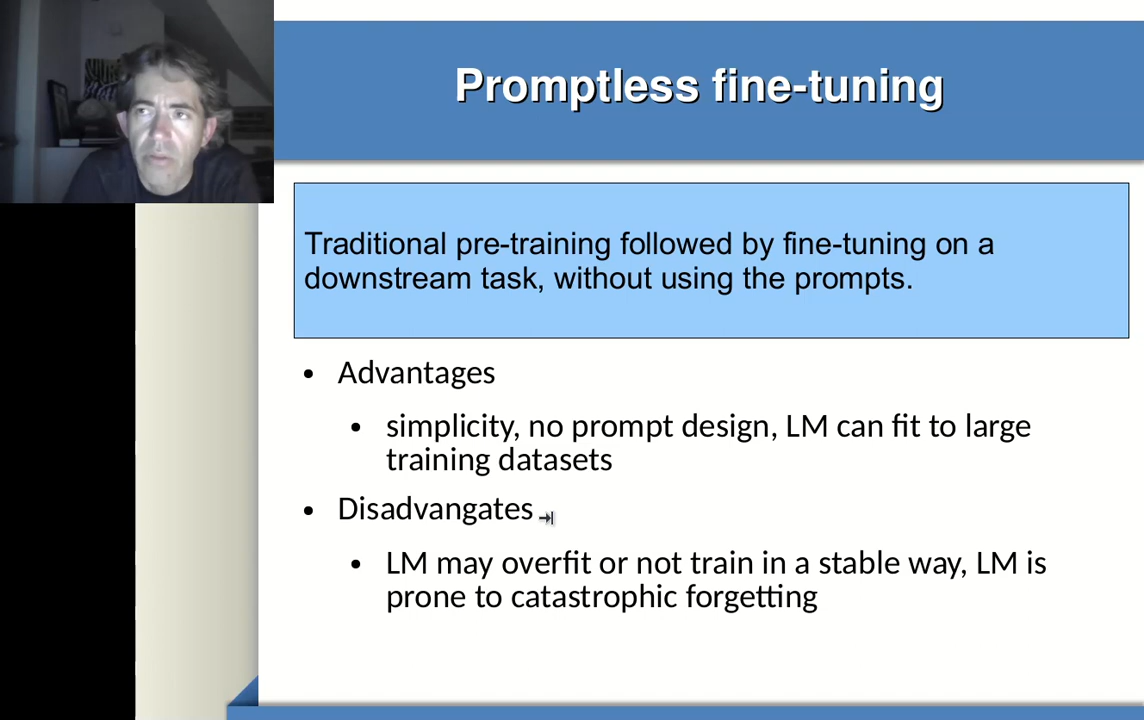 Promptless fine-tuning
Traditional pre-training followed by fine-tuning on a
downstream task, without using the prompts.
• Advantages
• simplicity, no prompt design, LM can fit to large
training datasets
• Disadvangates
• LM may overfit or not train in a stable way, LM is
prone to catastrophic forgetting